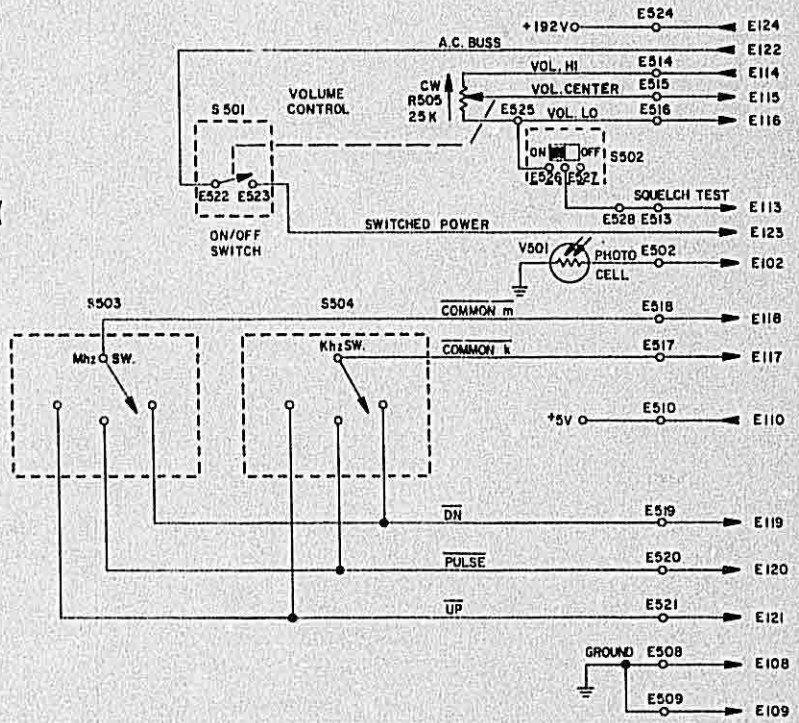 +192V E524 E124
A.C. BUSS E122
VOL. HI E514 E114
CW
R505
25K
VOL. CENTER E515 E115
VOLUME
CONTROL
S501
E525 VOL. LO E516 E116
ON OFF S502
E526 E527
E522 E523
SQUELCH TEST
E528 E513 E113
ON/OFF
SWITCH
SWITCHED POWER E123
V501 PHOTO
CELL E502 E102
S503 S504
COMMON m E518 E118
Mhz SW. Khz SW.
COMMON k E517 E117
+5V E510 E110
DN E519 E119
PULSE E520 E120
UP E521 E121
GROUND E508 E108
E509 E109